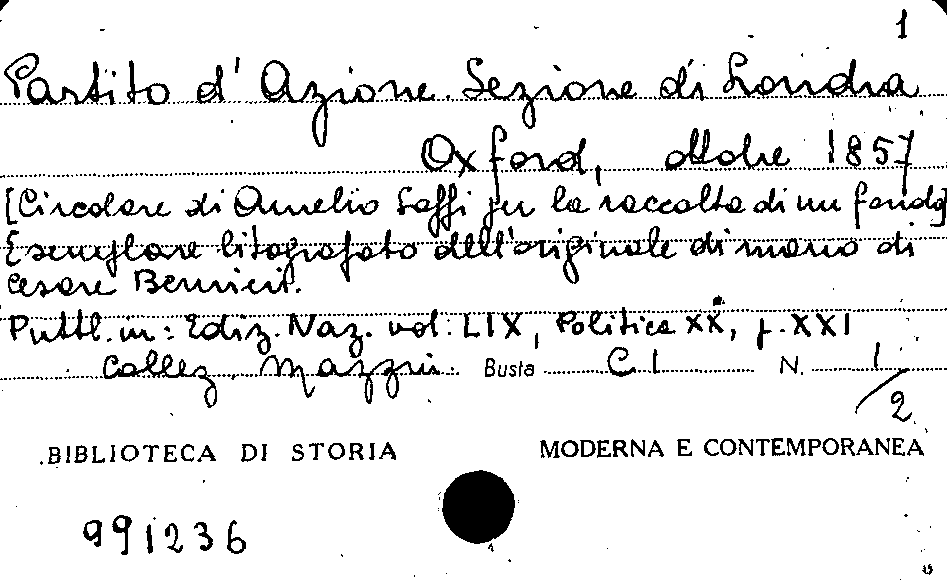 1
Partito d'Azione. Sezione di Londra
Oxford, ottobre 1857
[Circolare di Aurelio Saffi per la raccolta di un fondo]
Esemplare litografato dell'originale di mano di
Cesare Bernieri.
Pubbl. in: Ediz. Naz. vol. LIX, Politica XX, p. XXI
Collez. Mazzini. Busta C 1 N. 1/2
BIBLIOTECA DI STORIA MODERNA E CONTEMPORANEA
991236